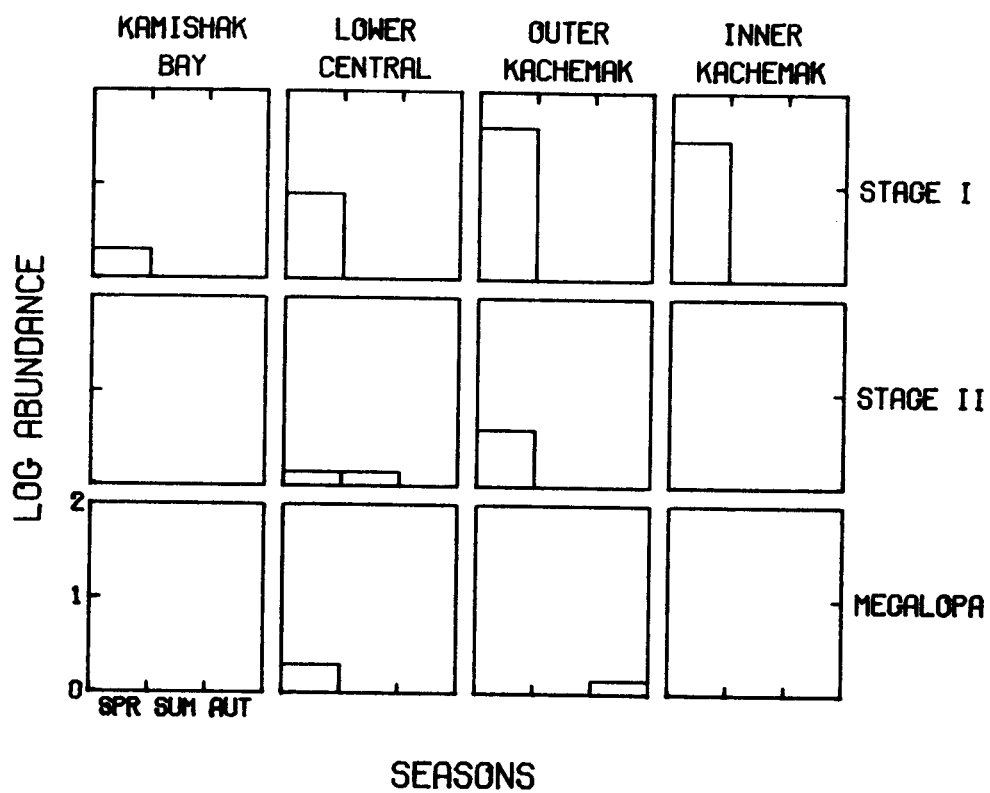 KAMISHAK BAY
LOWER CENTRAL
OUTER KACHEMAK
INNER KACHEMAK
STAGE I
STAGE II
MEGALOPA
LOG ABUNDANCE
2
1
0
SPR SUM AUT
SEASONS